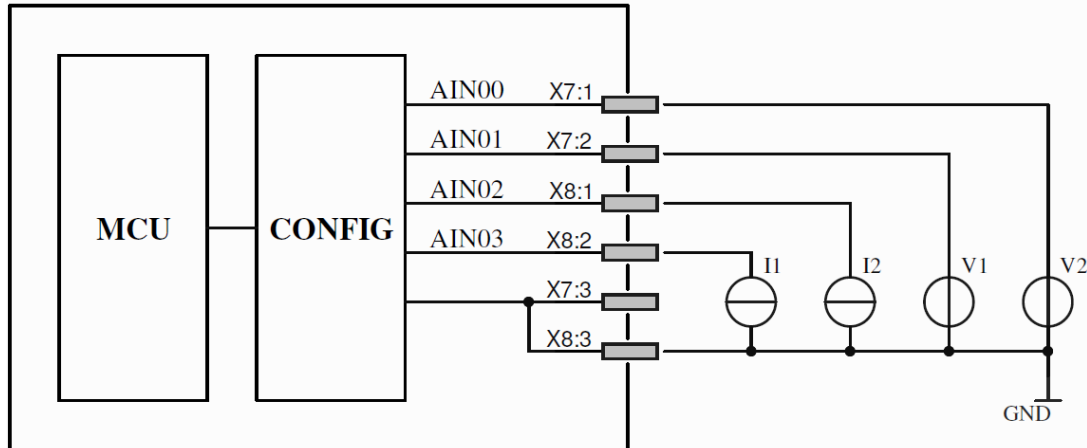 AIN00 X7:1
AIN01 X7:2
AIN02 X8:1
MCU CONFIG
AIN03 X8:2
I1 I2 V1 V2
X7:3
X8:3
GND